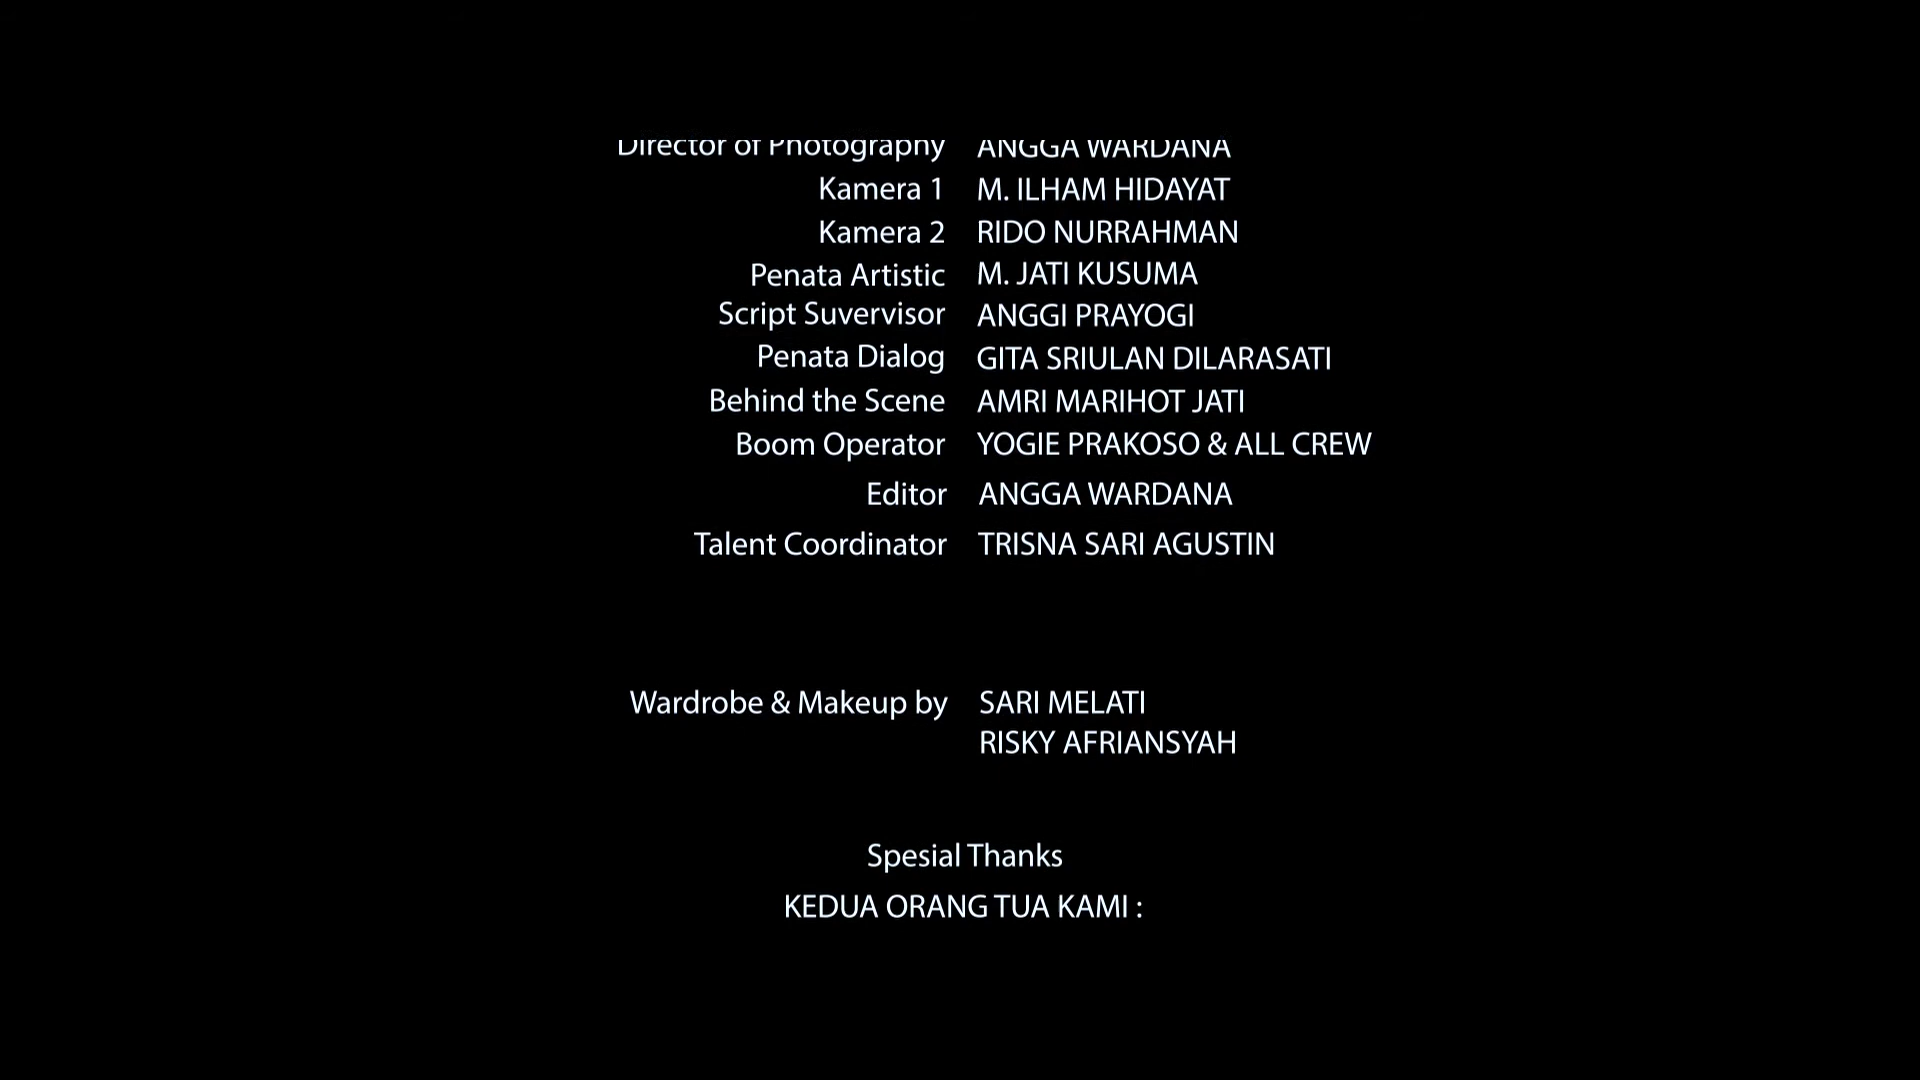 Director of Photography ANGGA WARDANA
Kamera 1 M. ILHAM HIDAYAT
Kamera 2 RIDO NURRAHMAN
Penata Artistic M. JATI KUSUMA
Script Suvervisor ANGGI PRAYOGI
Penata Dialog GITA SRIULAN DILARASATI
Behind the Scene AMRI MARIHOT JATI
Boom Operator YOGIE PRAKOSO & ALL CREW
Editor ANGGA WARDANA
Talent Coordinator TRISNA SARI AGUSTIN
Wardrobe & Makeup by SARI MELATI
RISKY AFRIANSYAH
Spesial Thanks
KEDUA ORANG TUA KAMI :